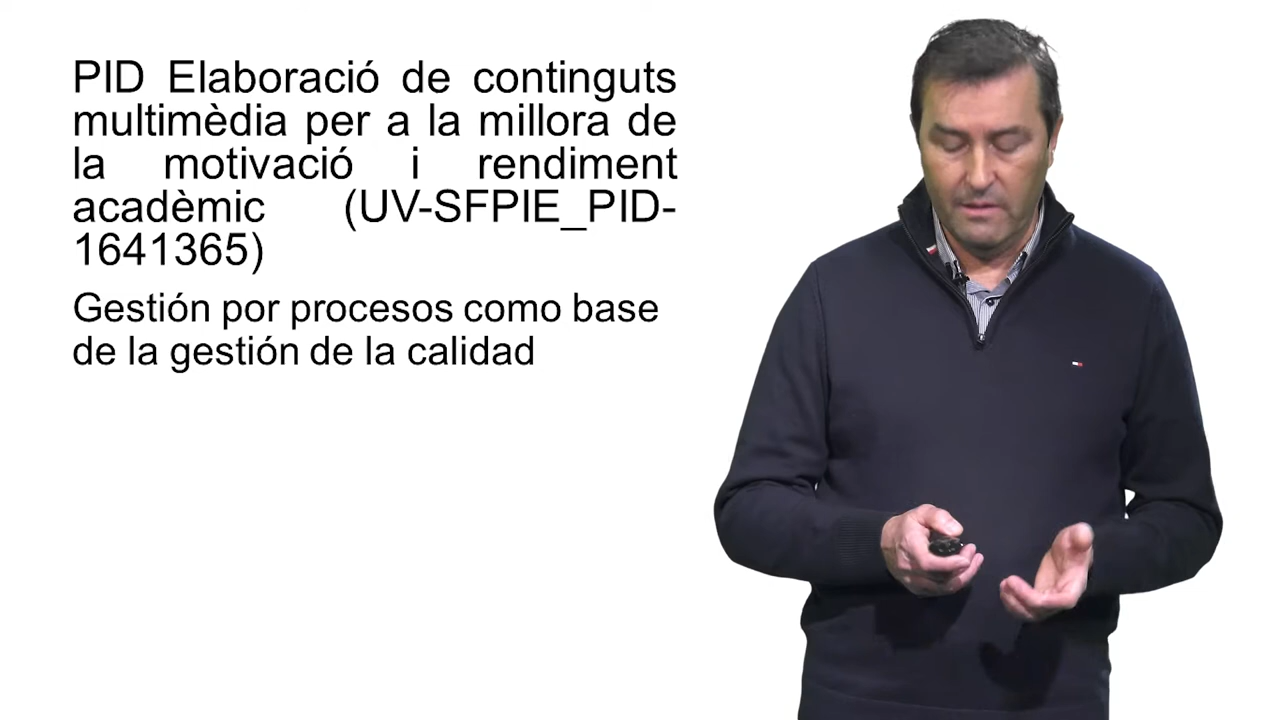 PID Elaboració de continguts
multimèdia per a la millora de
la motivació i rendiment
acadèmic (UV-SFPIE_PID-
1641365)
Gestión por procesos como base
de la gestión de la calidad